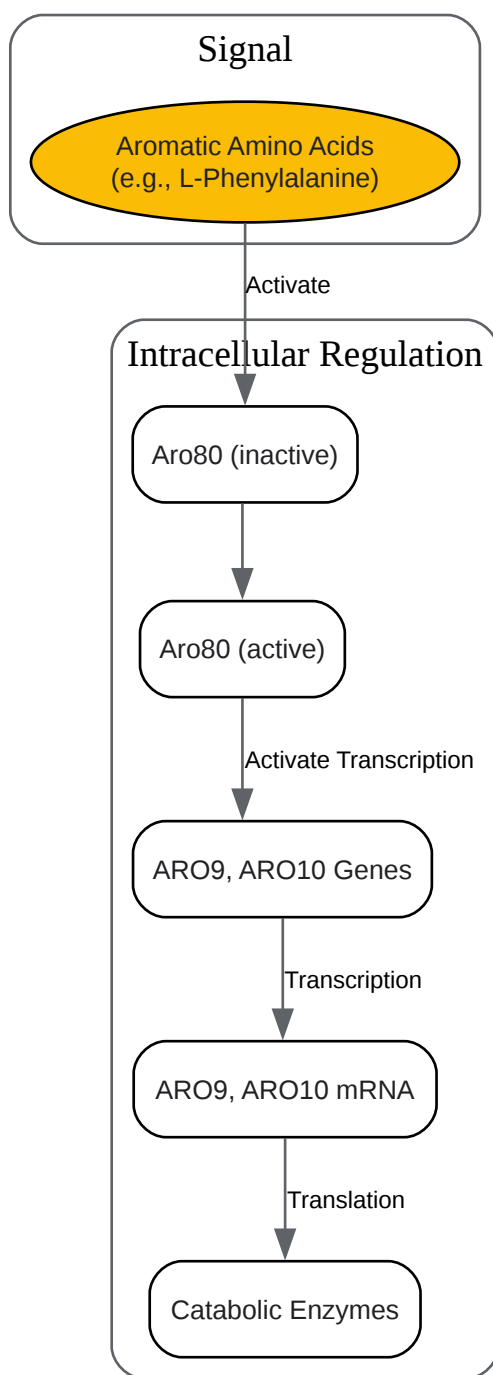 Signal
Aromatic Amino Acids
(e.g., L-Phenylalanine)
Activate
Intracellular Regulation
Aro80 (inactive)
Aro80 (active)
Activate Transcription
ARO9, ARO10 Genes
Transcription
ARO9, ARO10 mRNA
Translation
Catabolic Enzymes